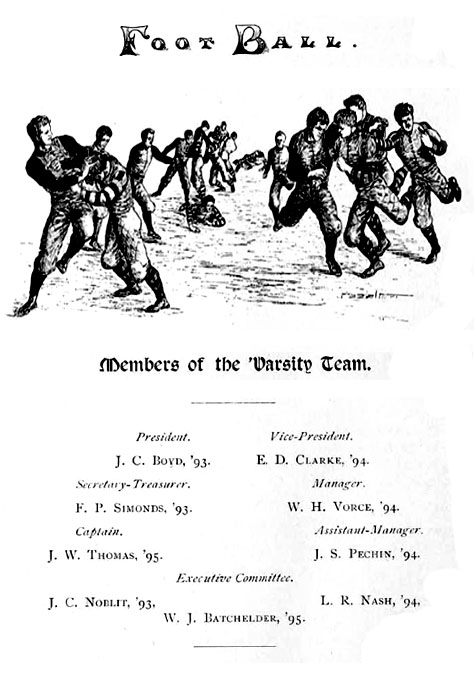 Foot Ball.
Members of the 'Varsity Team.
President. Vice-President.
J. C. Boyd, '93. E. D. Clarke, '94.
Secretary-Treasurer. Manager.
F. P. Simonds, '93. W. H. Vorce, '94.
Captain. Assistant-Manager.
J. W. Thomas, '95. J. S. Pechin, '94.
Executive Committee.
J. C. Noblit, '93, L. R. Nash, '94,
W. J. Batchelder, '95.